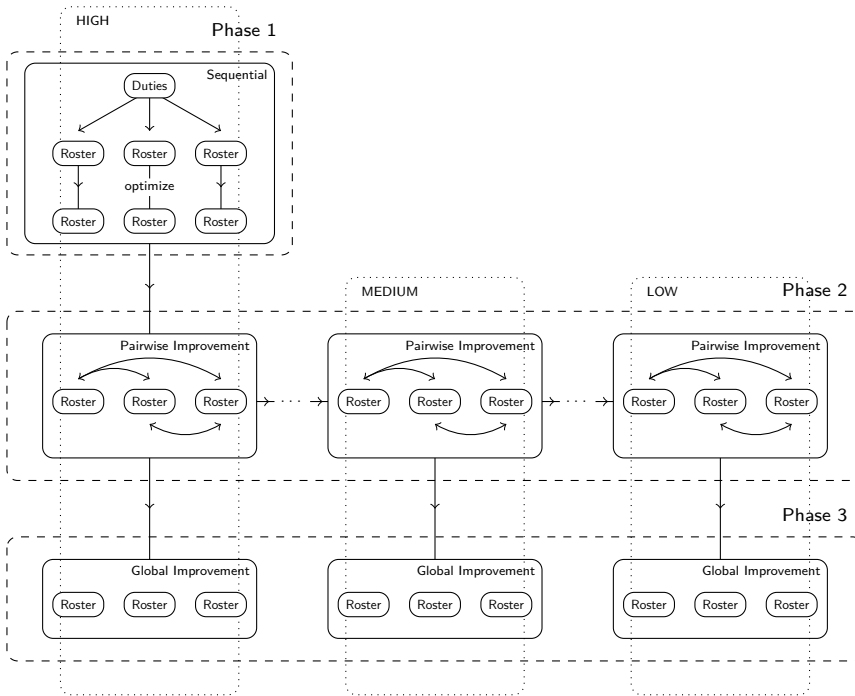 HIGH
Phase 1
Sequential
Duties
Roster Roster Roster
optimize
Roster Roster Roster
MEDIUM LOW Phase 2
Pairwise Improvement Pairwise Improvement Pairwise Improvement
Roster Roster Roster ··· Roster Roster Roster ··· Roster Roster Roster
Phase 3
Global Improvement Global Improvement Global Improvement
Roster Roster Roster Roster Roster Roster Roster Roster Roster